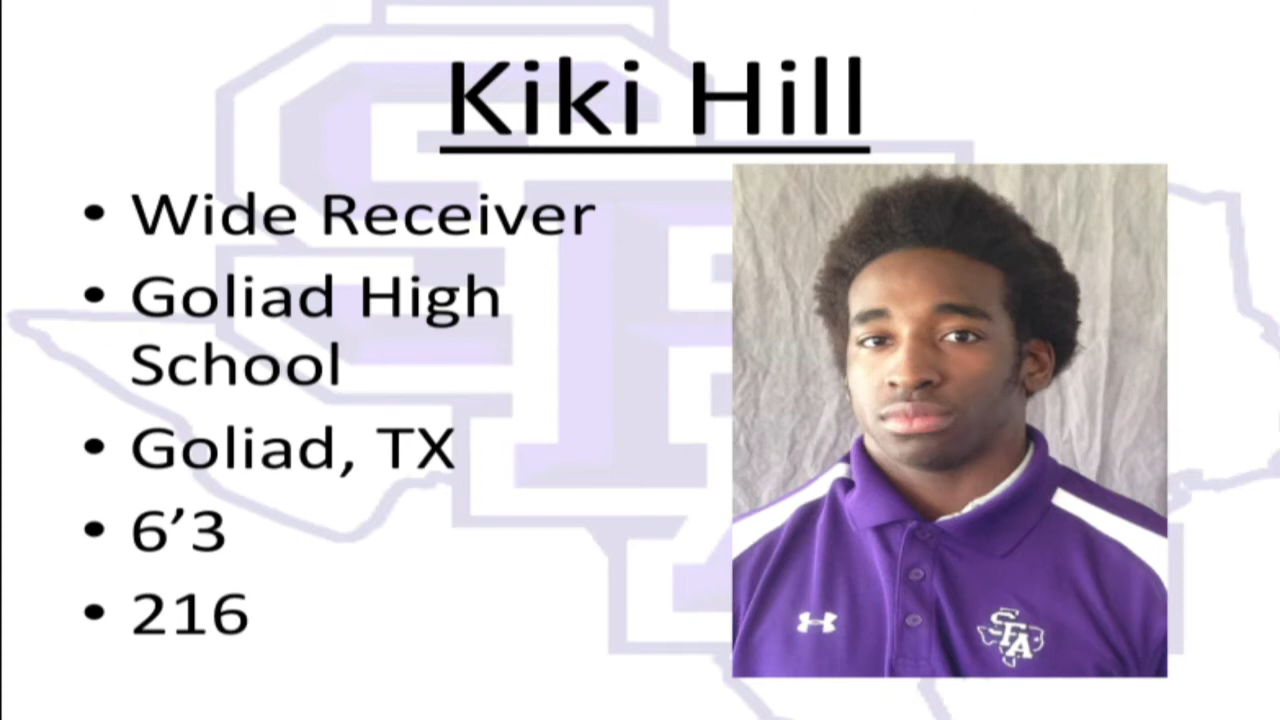 Kiki Hill
• Wide Receiver
• Goliad High
School
• Goliad, TX
• 6’3
• 216
SFA